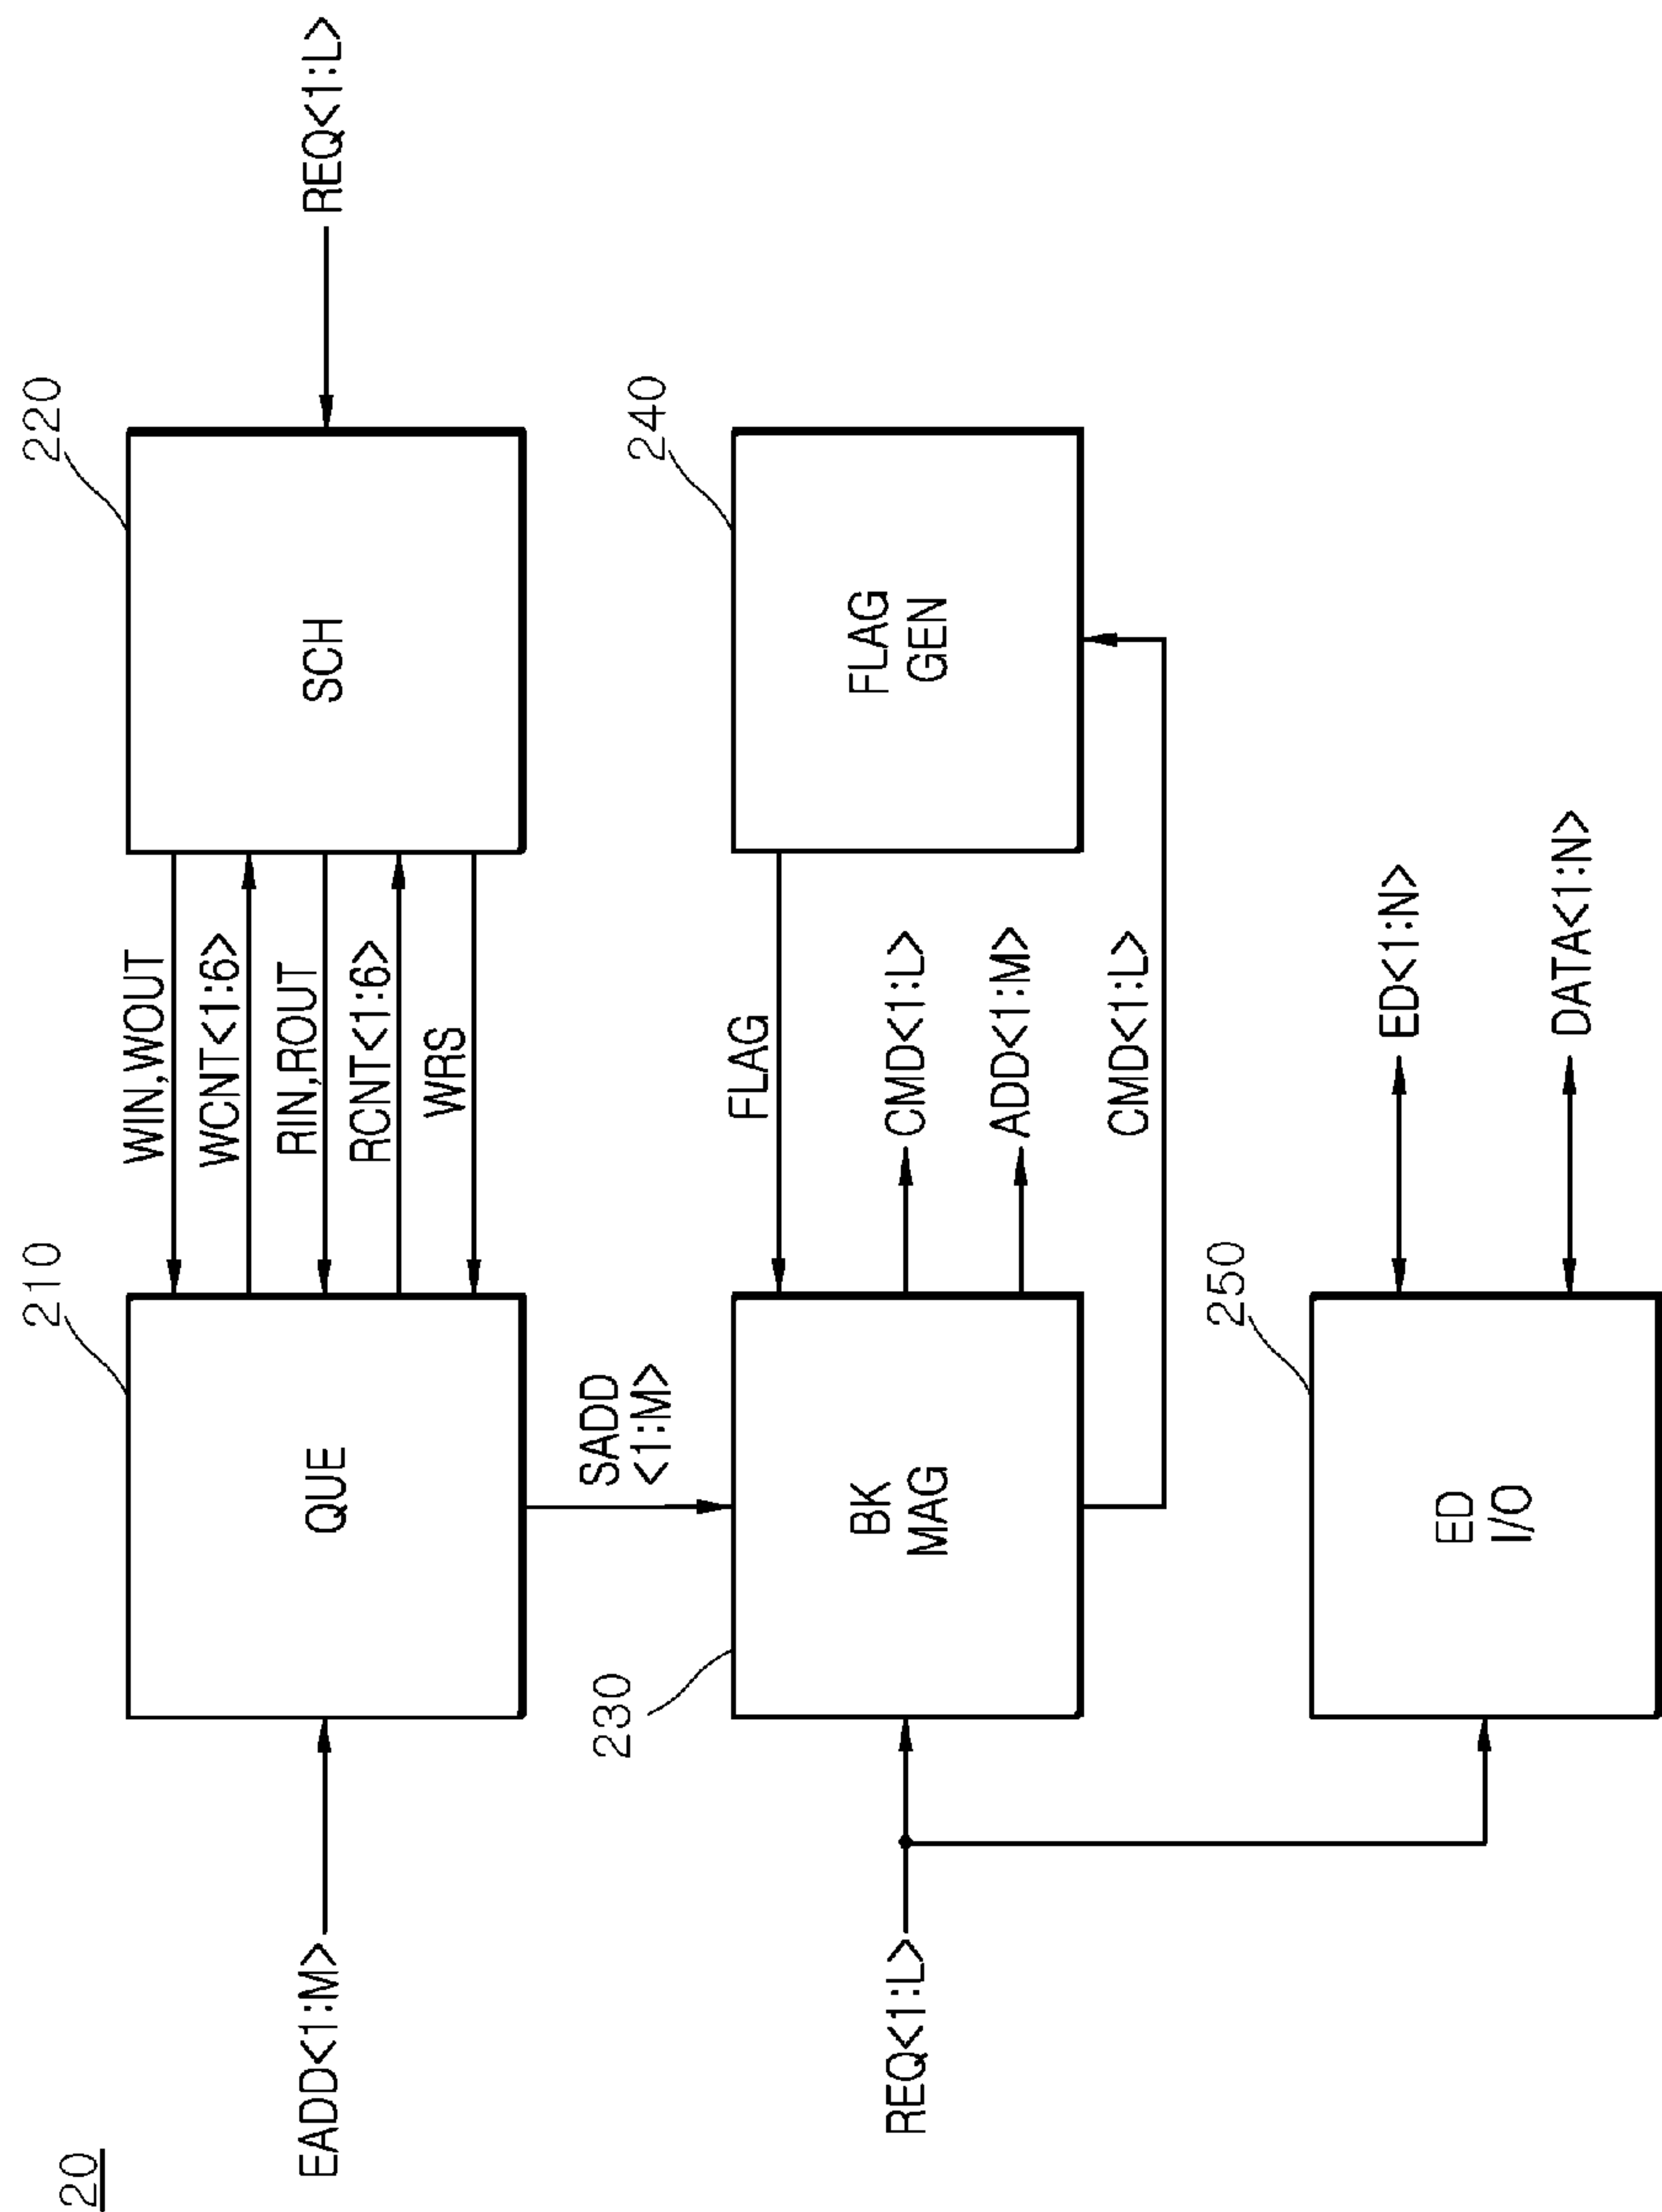 20
210
220
EADD<1:M>
QUE
WIN,WOUT
WCNT<1:6>
RIN,ROUT
RCNT<1:6>
WRS
SCH
REQ<1:L>
SADD
<1:M>
230
240
REQ<1:L>
BK
MAG
FLAG
CMD<1:L>
ADD<1:M>
CMD<1:L>
FLAG
GEN
250
ED
I/O
ED<1:N>
DATA<1:N>